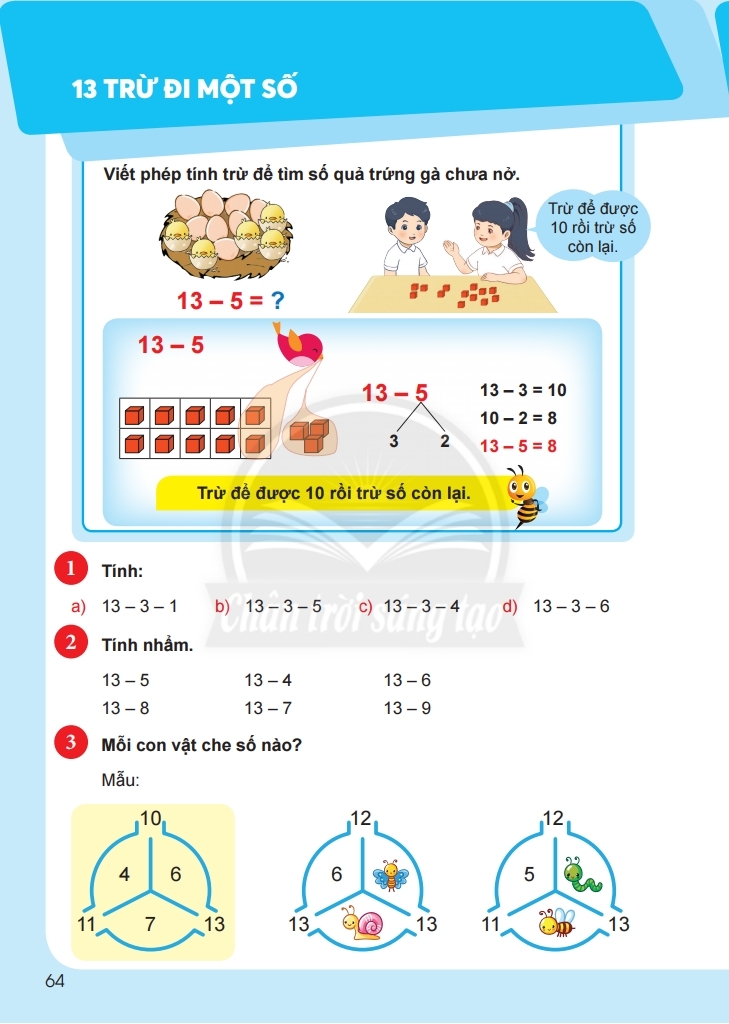 13 TRỪ ĐI MỘT SỐ
Viết phép tính trừ để tìm số quả trứng gà chưa nở.
Trừ để được
10 rồi trừ số
còn lại.
13 – 5 = ?
13 – 5
13 – 5
3 2
13 – 3 = 10
10 – 2 = 8
13 – 5 = 8
Trừ để được 10 rồi trừ số còn lại.
Chân trời sáng tạo
1 Tính:
a) 13 – 3 – 1 b) 13 – 3 – 5 c) 13 – 3 – 4 d) 13 – 3 – 6
2 Tính nhẩm.
13 – 5 13 – 4 13 – 6
13 – 8 13 – 7 13 – 9
3 Mỗi con vật che số nào?
Mẫu:
10 12 12
4 6 6 5
11 7 13 13 13 11 13
64